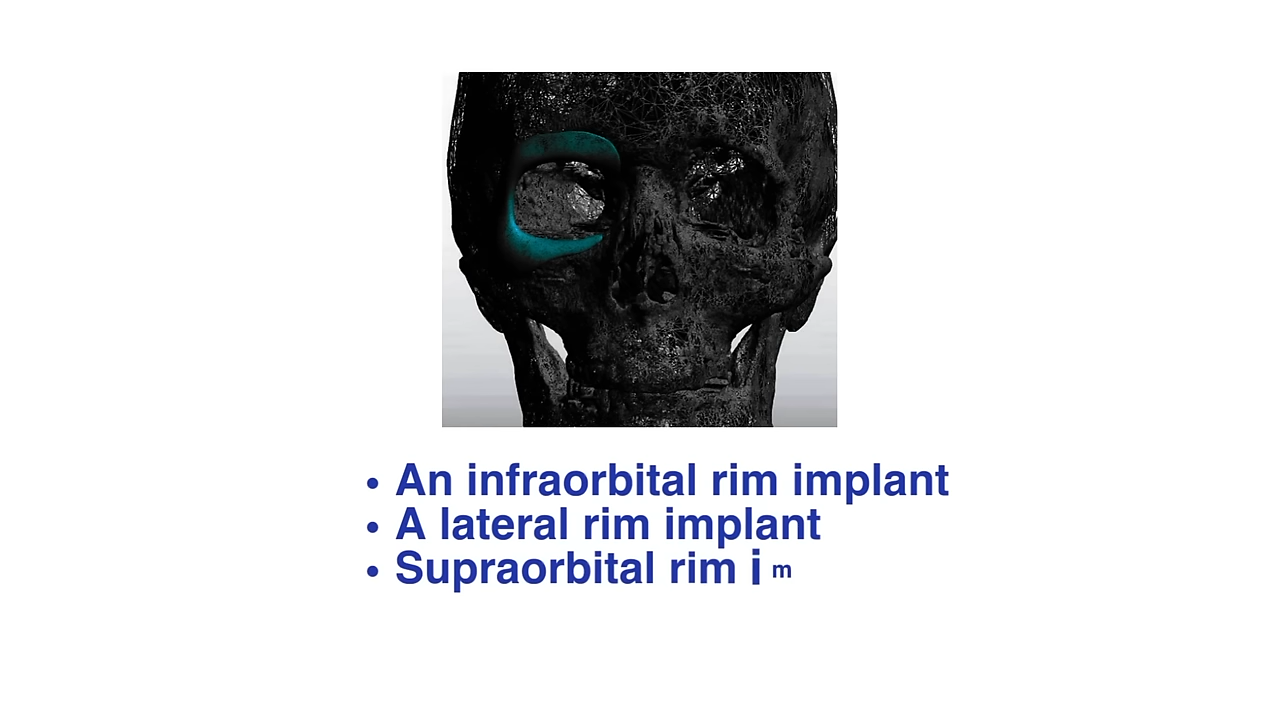 • An infraorbital rim implant
• A lateral rim implant
• Supraorbital rim i m